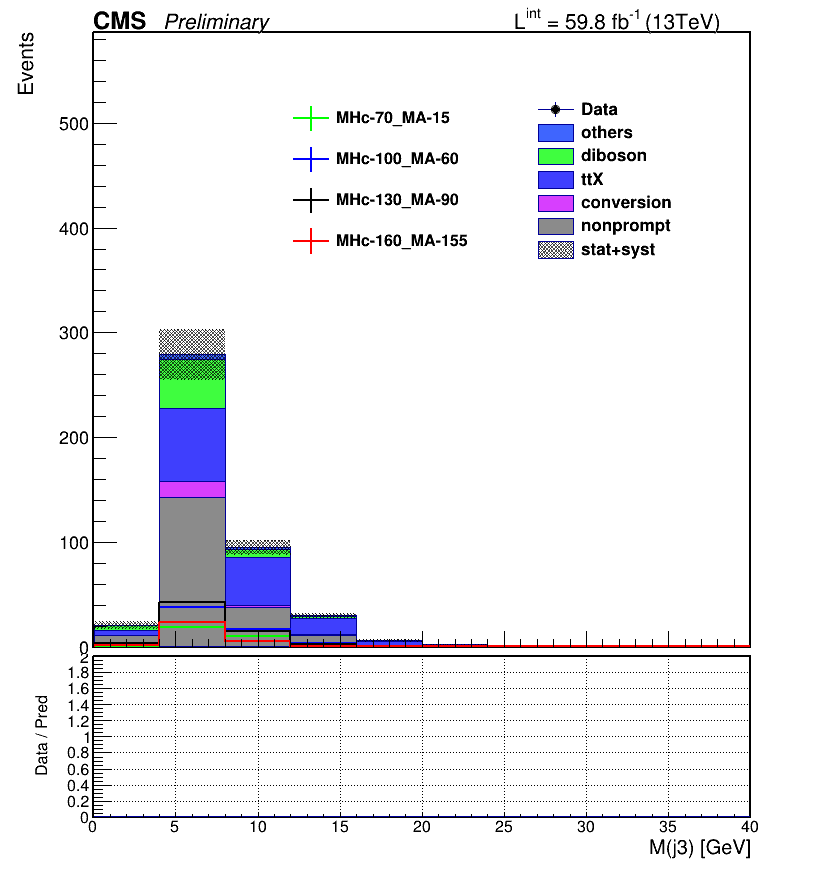 CMS Preliminary
L^int = 59.8 fb^-1 (13TeV)
Events
500
400
300
200
100
0
MHc-70_MA-15
MHc-100_MA-60
MHc-130_MA-90
MHc-160_MA-155
Data
others
diboson
ttX
conversion
nonprompt
stat+syst
Data / Pred
2
1.8
1.6
1.4
1.2
1
0.8
0.6
0.4
0.2
0
0 5 10 15 20 25 30 35 40
M(j3) [GeV]